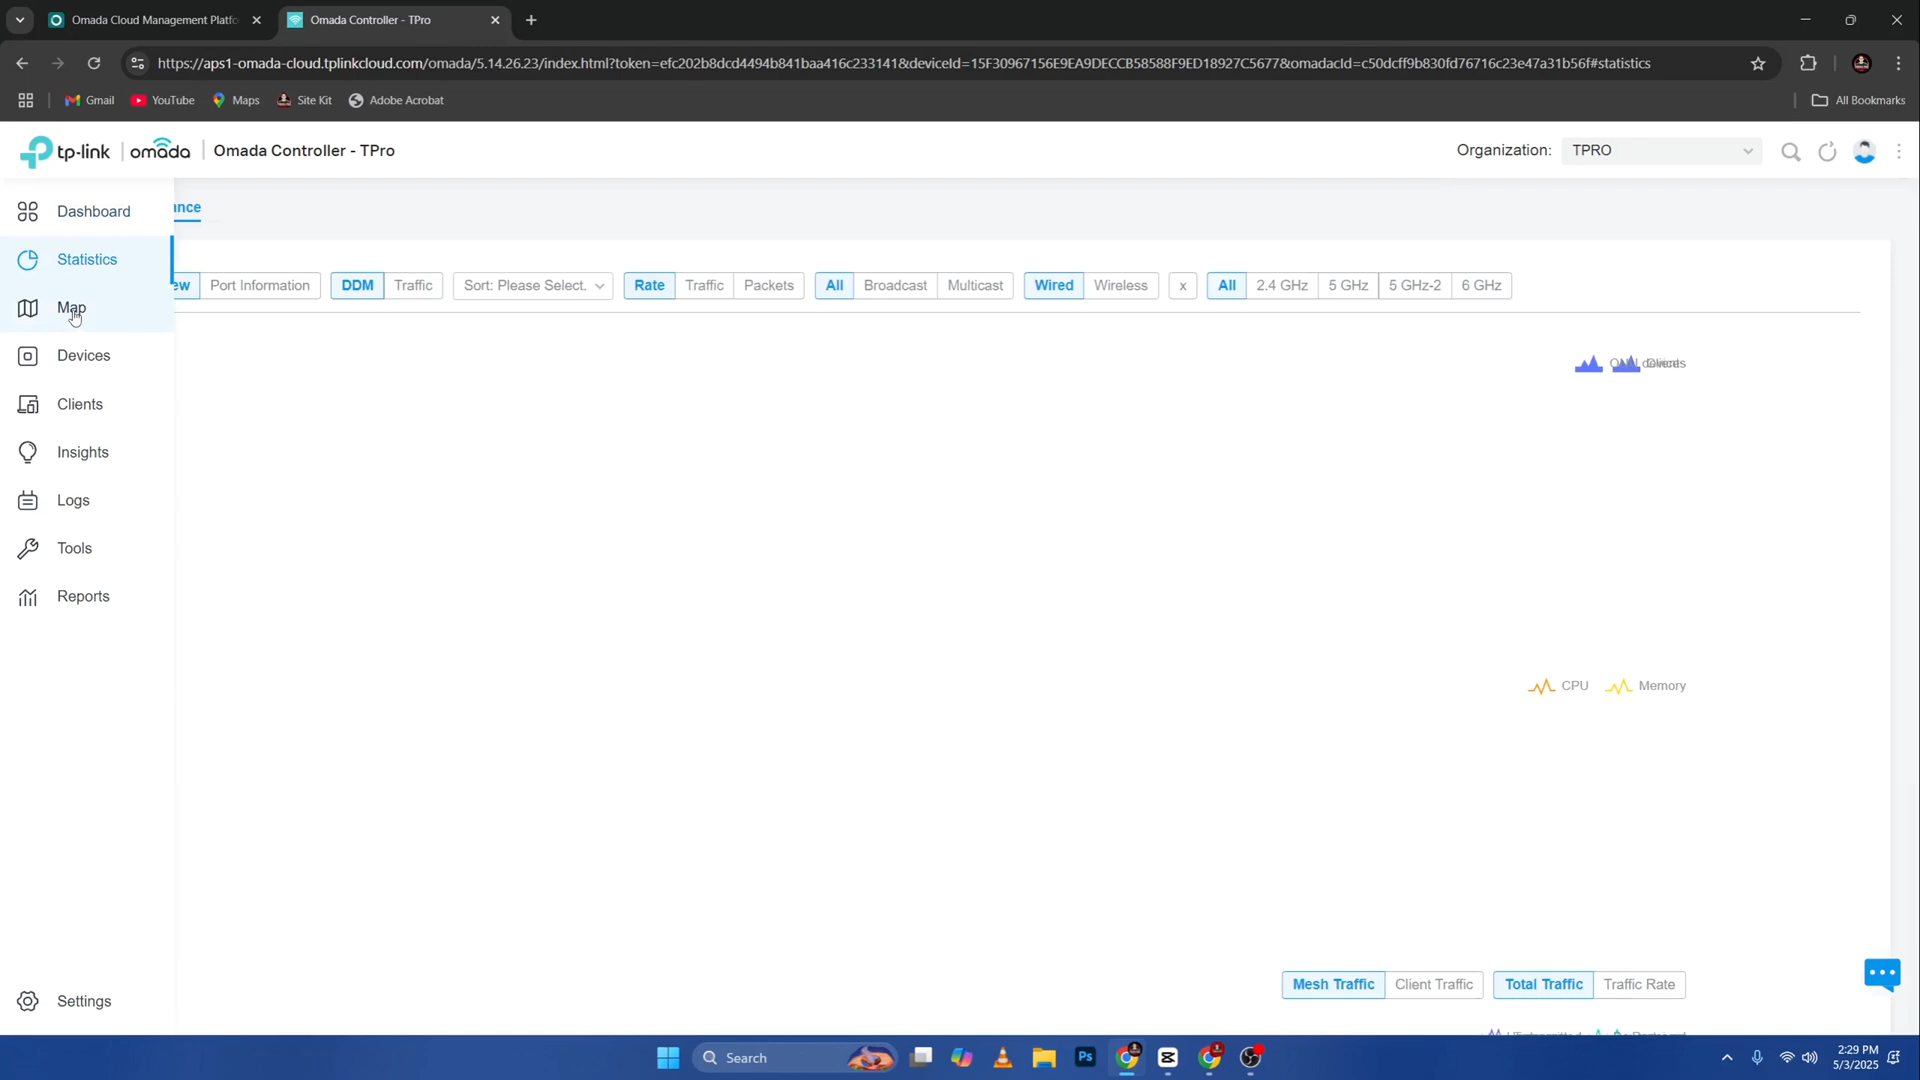 Omada Cloud Management Platfo
Omada Controller - TPro
https://aps1-omada-cloud.tplinkcloud.com/omada/5.14.26.23/index.html?token=efc202b8dcd4494b841baa416c233141&deviceId=15F30967156E9EA9DECCB58588F9ED18927C5677&omadacId=c50dcff9b830fd76716c23e47a31b56f#statistics
Gmail YouTube Maps Site Kit Adobe Acrobat All Bookmarks
tp-link omada Omada Controller - TPro Organization: TPRO
Dashboard
Statistics
Map
Devices
Clients
Insights
Logs
Tools
Reports
Settings
ance
ew Port Information DDM Traffic Sort: Please Select. Rate Traffic Packets All Broadcast Multicast Wired Wireless x All 2.4 GHz 5 GHz 5 GHz-2 6 GHz
CPU Memory
Mesh Traffic Client Traffic Total Traffic Traffic Rate
Search
Ps
2:29 PM
5/3/2025